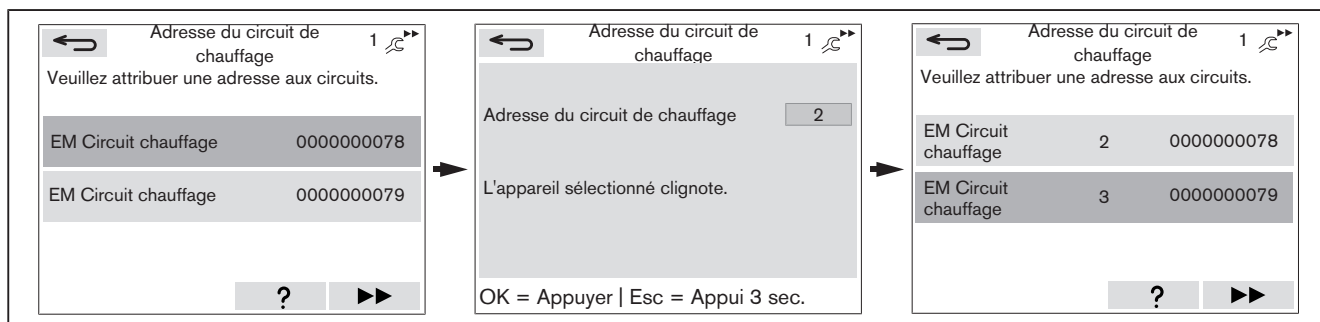 Adresse du circuit de
chauffage
1
Veuillez attribuer une adresse aux circuits.
EM Circuit chauffage 0000000078
EM Circuit chauffage 0000000079
?
Adresse du circuit de
chauffage
1
Adresse du circuit de chauffage 2
L'appareil sélectionné clignote.
OK = Appuyer | Esc = Appui 3 sec.
Adresse du circuit de
chauffage
1
Veuillez attribuer une adresse aux circuits.
EM Circuit
chauffage 2 0000000078
EM Circuit
chauffage 3 0000000079
?